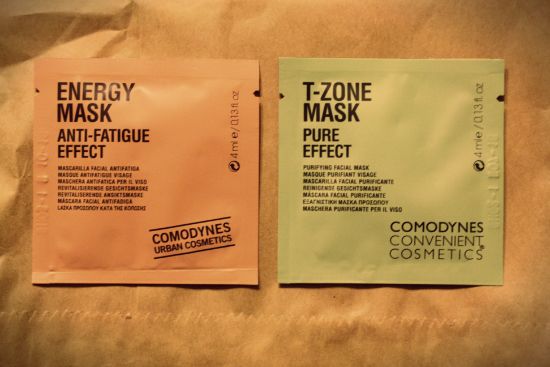 ENERGY
MASK
ANTI-FATIGUE
EFFECT
MASCARILLA FACIAL ANTIFATIGA
MASQUE ANTIFATIGUE VISAGE
MASCHERA ANTIFATICA PER IL VISO
REVITALISIERENDE GESICHTSMASKE
REVITALISERANDE ANSIKTSMASKE
MÁSCARA FACIAL ANTIFADIGA
ΜΑΣΚΑ ΠΡΟΣΩΠΟΥ ΚΑΤΑ ΤΗΣ ΚΟΠΩΣΗΣ
COMODYNES
URBAN COSMETICS
4 ml e / 0.13 fl. oz
T-ZONE
MASK
PURE
EFFECT
PURIFYING FACIAL MASK
MASQUE PURIFIANT VISAGE
MASCARILLA FACIAL PURIFICANTE
REINIGENDE GESICHTSMASKE
MÁSCARA FACIAL PURIFICANTE
ΕΞΑΓΝΙΣΤΙΚΗ ΜΑΣΚΑ ΠΡΟΣΩΠΟΥ
MASCHERA PURIFICANTE PER IL VISO
COMODYNES
CONVENIENT
COSMETICS®
4 ml e / 0.13 fl. oz